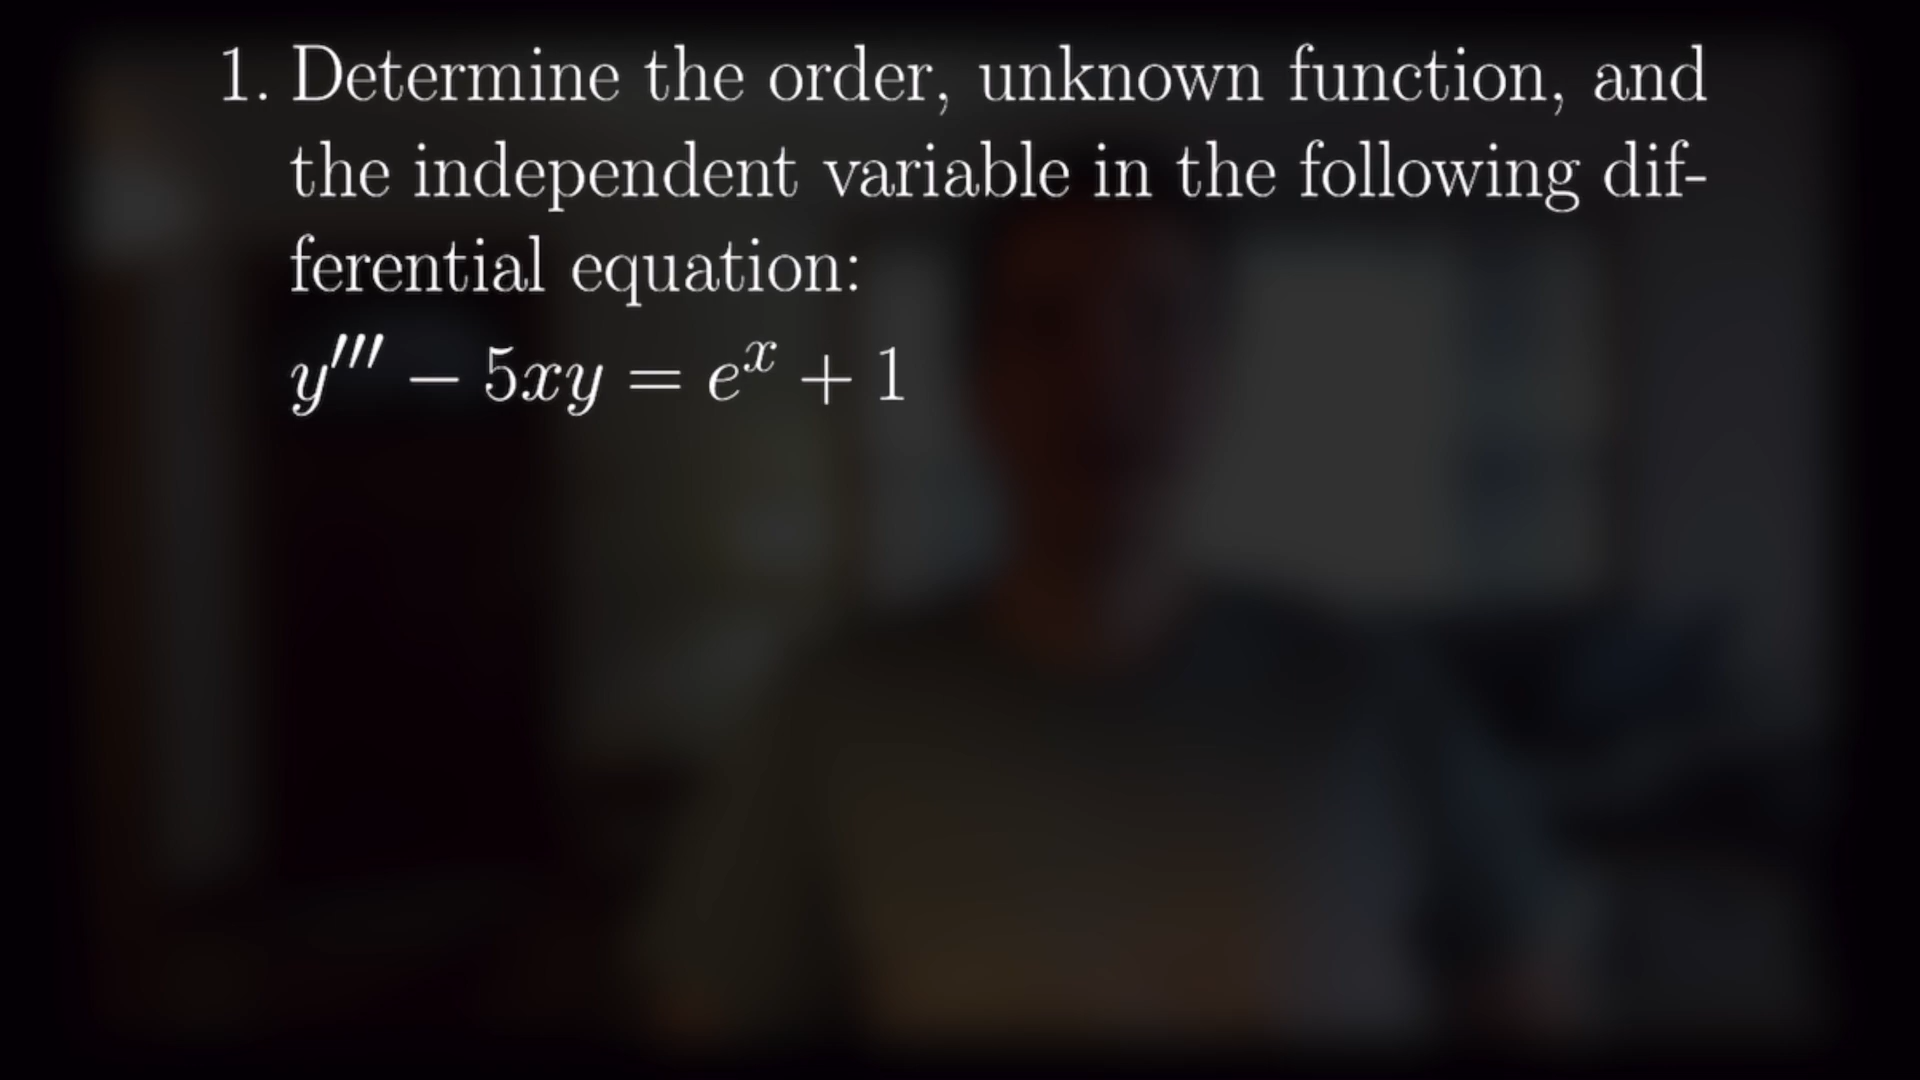 1. Determine the order, unknown function, and
the independent variable in the following dif-
ferential equation:
y′′′ − 5xy = e^x + 1